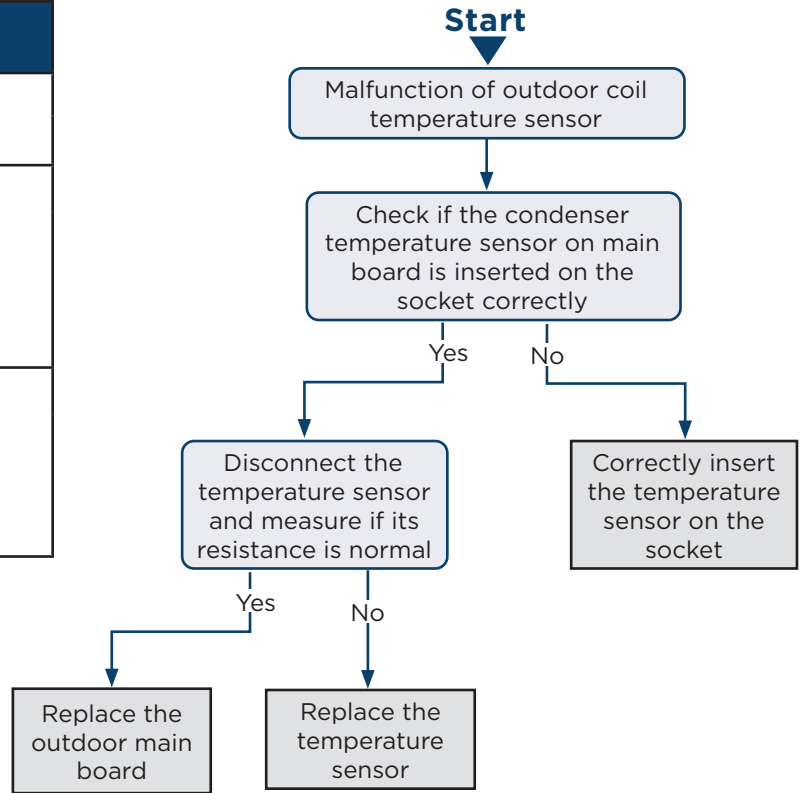 Start
Malfunction of outdoor coil
temperature sensor
Check if the condenser
temperature sensor on main
board is inserted on the
socket correctly
Yes
No
Disconnect the
temperature sensor
and measure if its
resistance is normal
Correctly insert
the temperature
sensor on the
socket
Yes
No
Replace the
outdoor main
board
Replace the
temperature
sensor